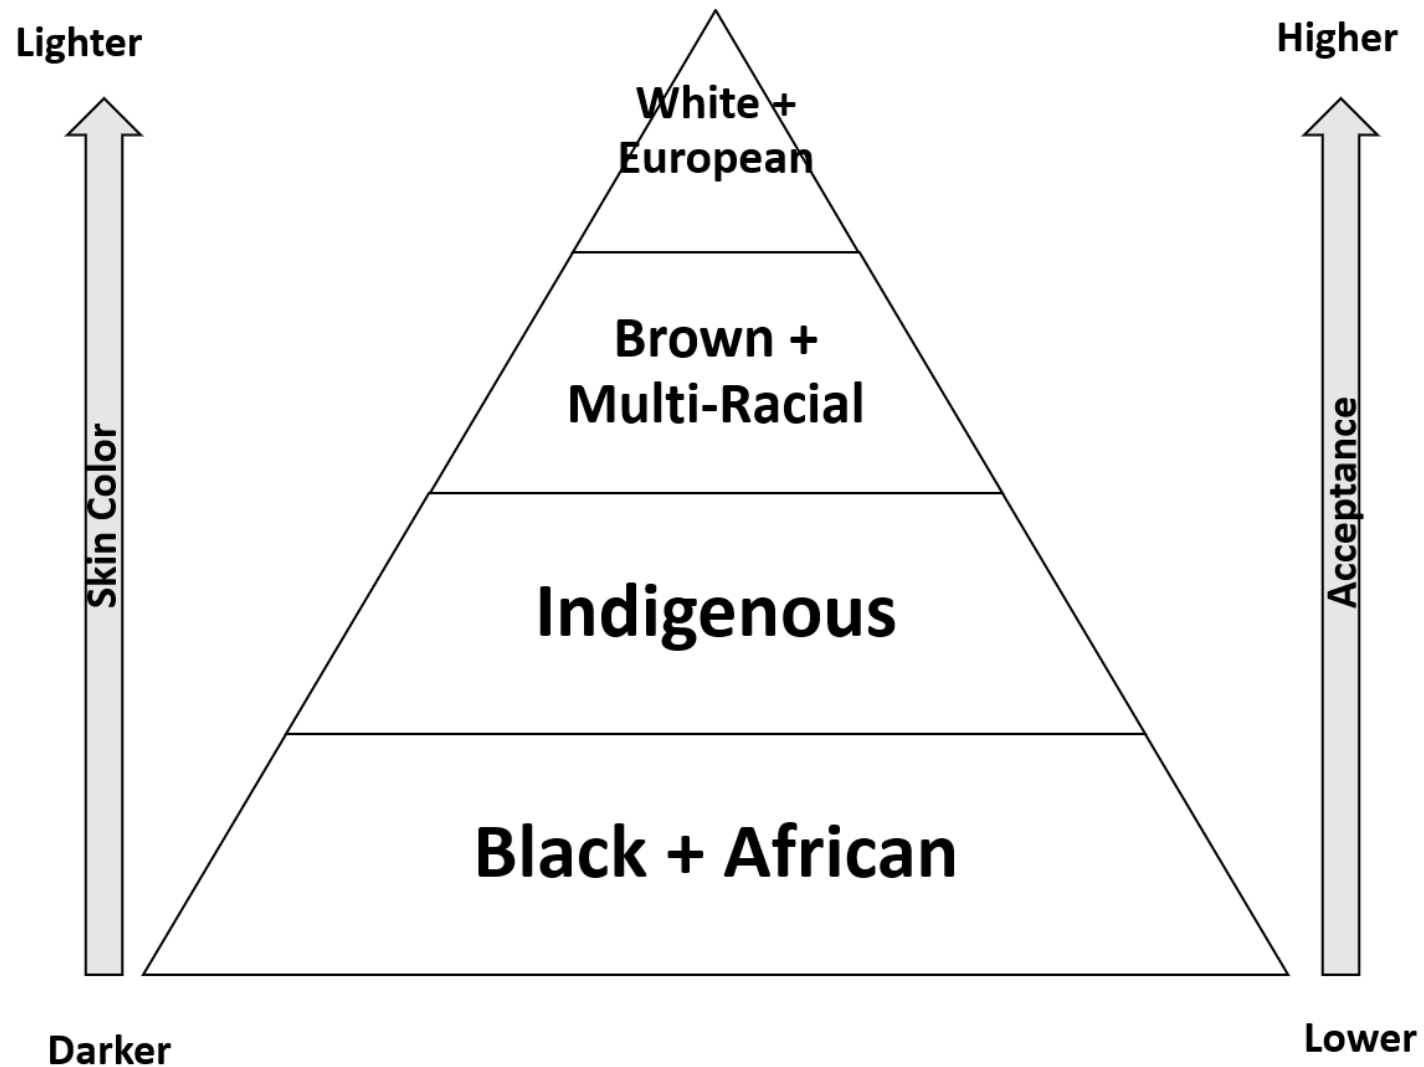 Lighter
Higher
White +
European
Brown +
Multi-Racial
Skin Color
Acceptance
Indigenous
Black + African
Darker
Lower